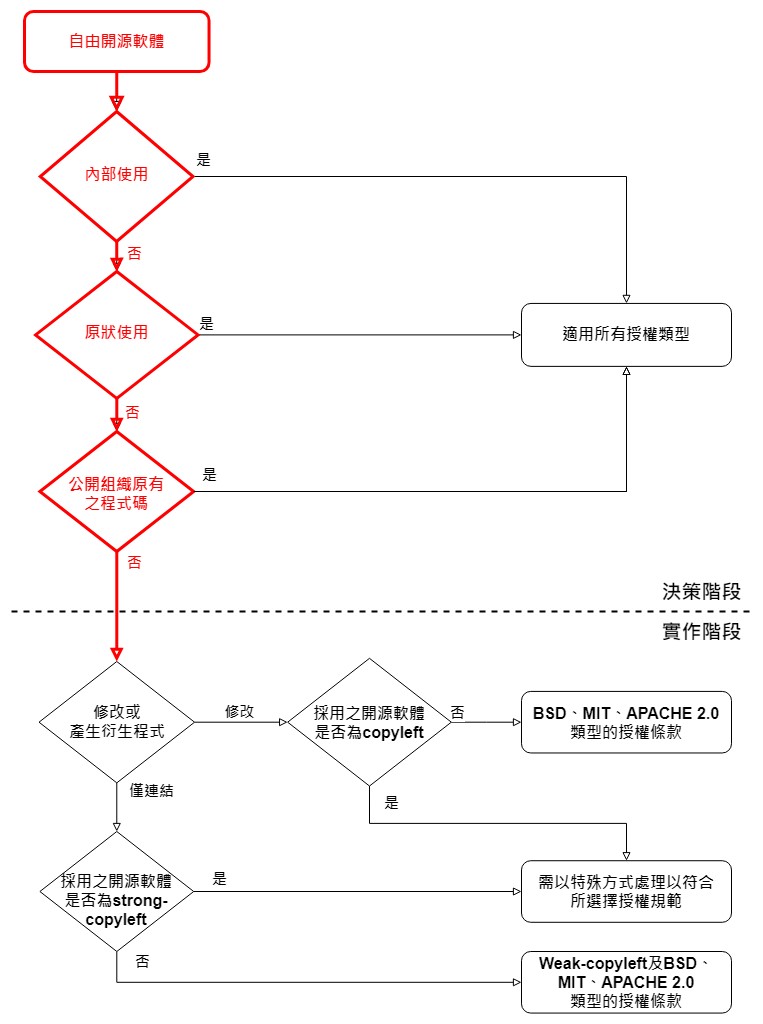 自由開源軟體
內部使用
是
否
原狀使用
是
適用所有授權類型
否
公開組織原有
之程式碼
是
否
決策階段
實作階段
修改或
產生衍生程式
修改
採用之開源軟體
是否為copyleft
否
BSD、MIT、APACHE 2.0
類型的授權條款
僅連結
是
採用之開源軟體
是否為strong-
copyleft
是
需以特殊方式處理以符合
所選擇授權規範
否
Weak-copyleft及BSD、
MIT、APACHE 2.0
類型的授權條款